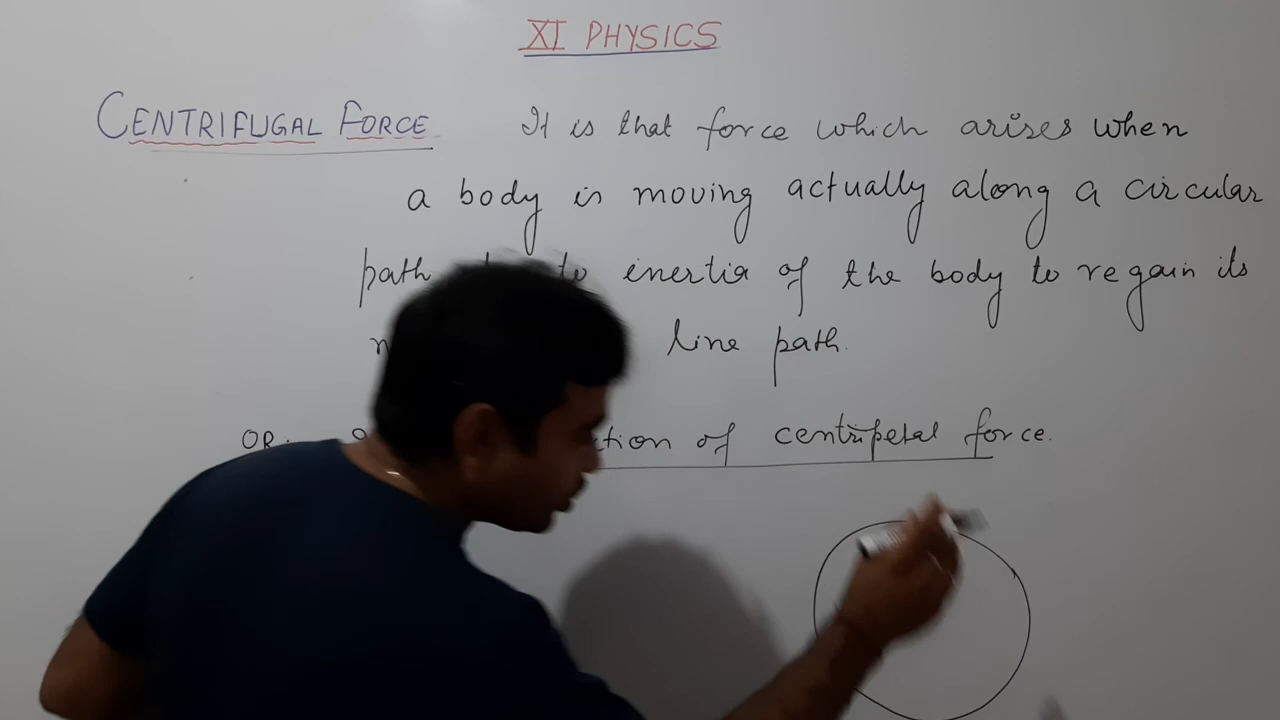 XI PHYSICS
CENTRIFUGAL FORCE It is that force which arises when
a body is moving actually along a circular
path to inertia of the body to regain its
line path.
OR: of centripetal force.